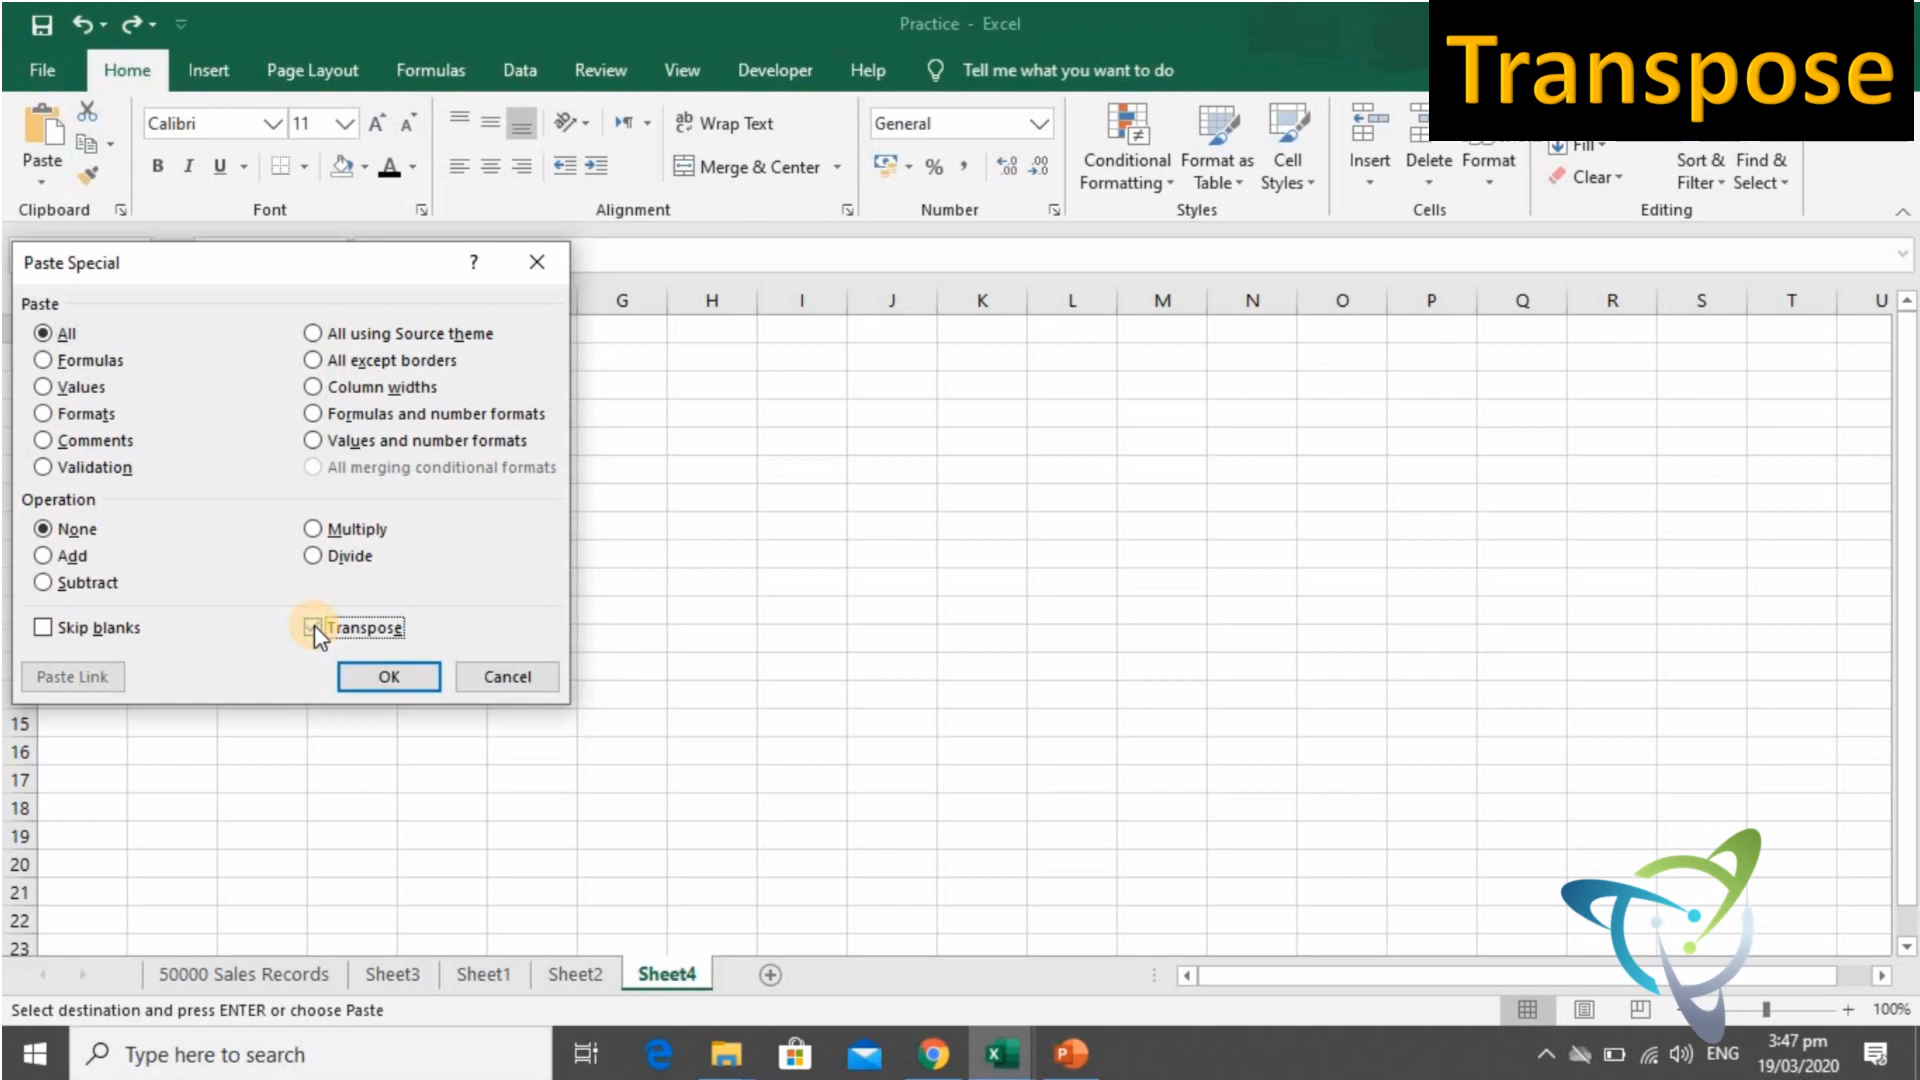 Practice - Excel
Transpose
File Home Insert Page Layout Formulas Data Review View Developer Help Tell me what you want to do
Calibri 11 A A Wrap Text General
Paste B I U A Merge & Center % , .00 .0 .00 Conditional Formatting Format as Table Cell Styles Insert Delete Format Fill Clear Sort & Filter Find & Select
Clipboard Font Alignment Number Styles Cells Editing
Paste Special ? 
G H I J K L M N O P Q R S T U
Paste
All All using Source theme
Formulas All except borders
Values Column widths
Formats Formulas and number formats
Comments Values and number formats
Validation All merging conditional formats
Operation
None Multiply
Add Divide
Subtract
Skip blanks Transpose
Paste Link OK Cancel
15
16
17
18
19
20
21
22
23
50000 Sales Records Sheet3 Sheet1 Sheet2 Sheet4
Select destination and press ENTER or choose Paste 100%
Type here to search ENG 3:47 pm
19/03/2020